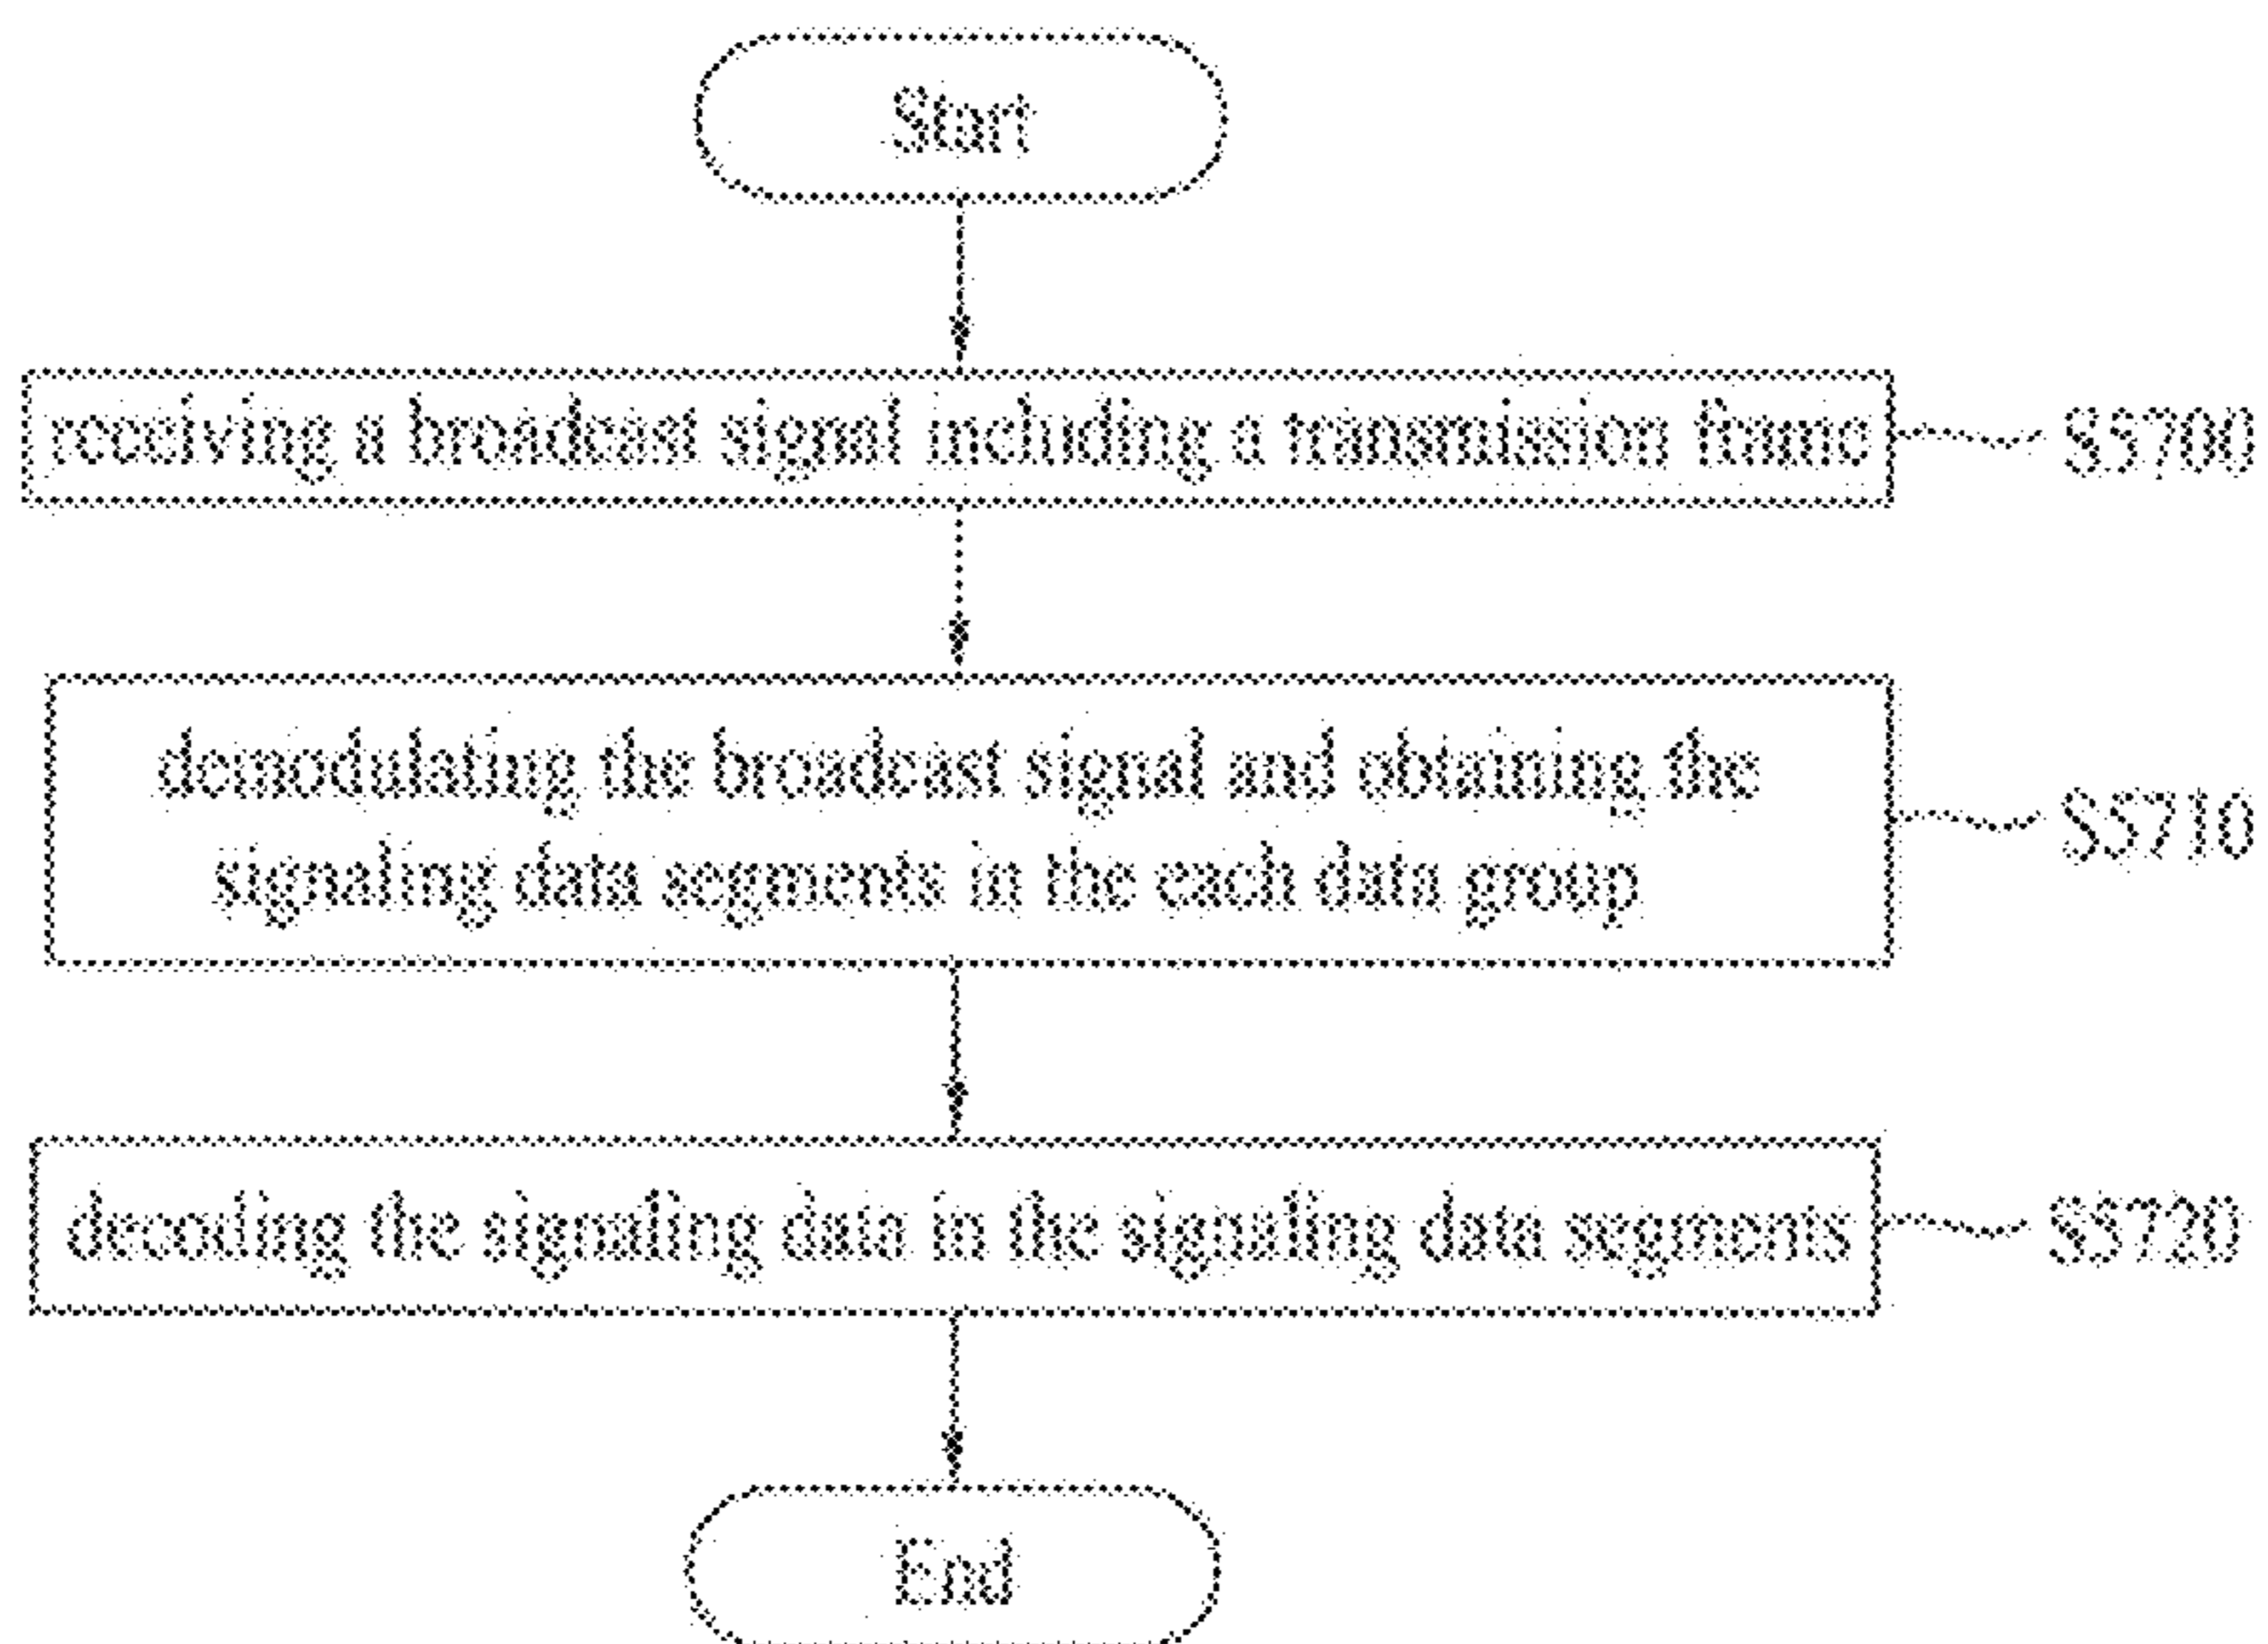 Start
receiving a broadcast signal including a transmission frame
S5700
demodulating the broadcast signal and obtaining the
signaling data segments in the each data group
S5710
decoding the signaling data in the signaling data segments
S5720
End